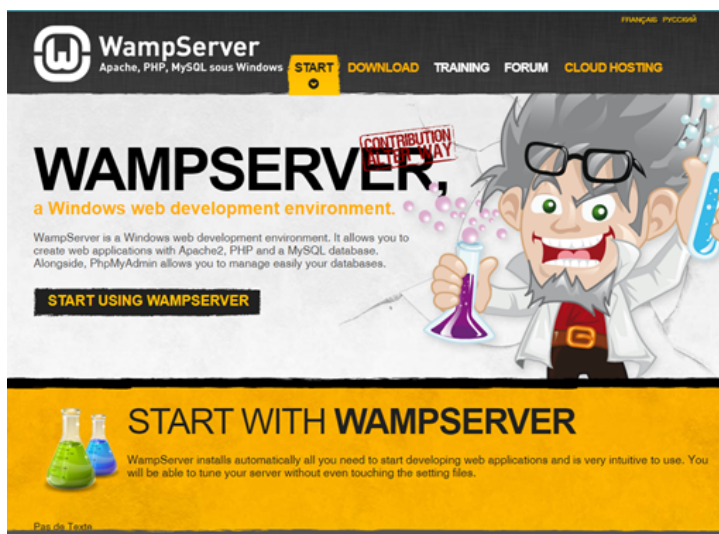 FRANÇAIS РУССКИЙ
WampServer
Apache, PHP, MySQL sous Windows
START DOWNLOAD TRAINING FORUM CLOUD HOSTING
CONTRIBUTION
ALTER WAY
WAMPSERVER,
a Windows web development environment.
WampServer is a Windows web development environment. It allows you to
create web applications with Apache2, PHP and a MySQL database.
Alongside, PhpMyAdmin allows you to manage easily your databases.
START USING WAMPSERVER
START WITH WAMPSERVER
WampServer installs automatically all you need to start developing web applications and is very intuitive to use. You
will be able to tune your server without even touching the setting files.
Pas de Texte